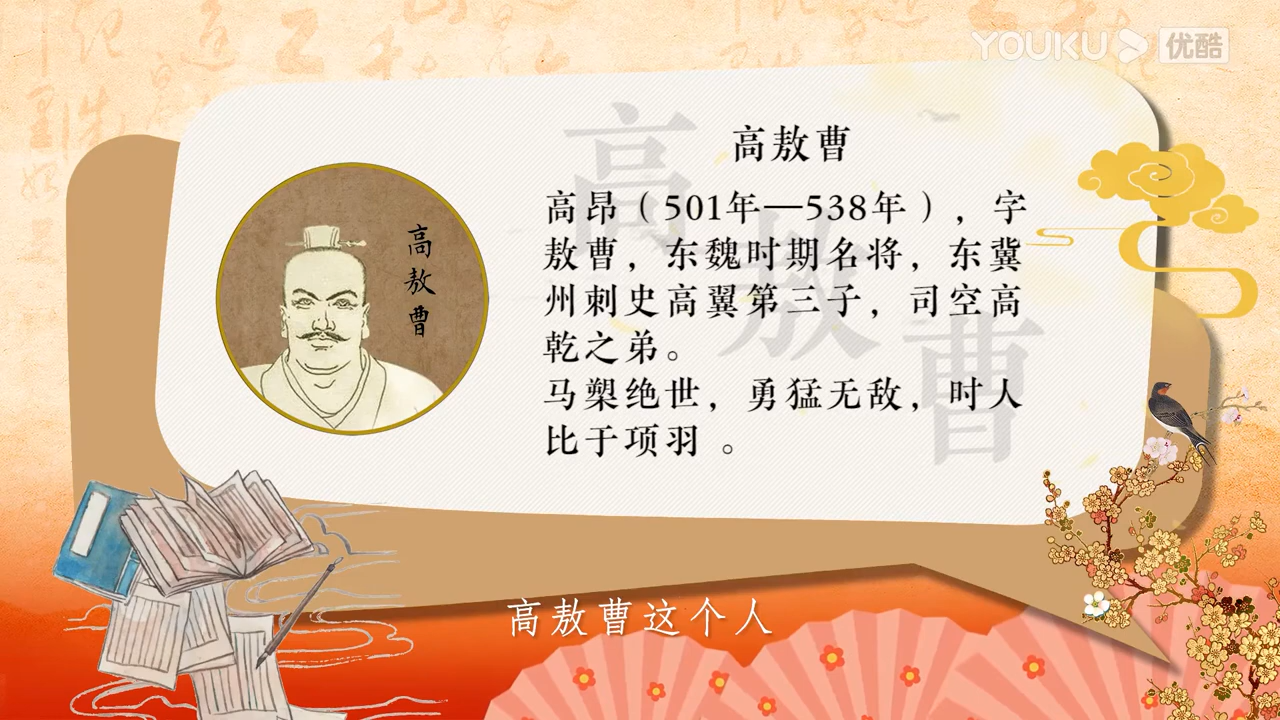 YOUKU 优酷
高敖曹
高昂（501年—538年），字
敖曹，东魏时期名将，东冀
州刺史高翼第三子，司空高
乾之弟。
马槊绝世，勇猛无敌，时人
比于项羽 。
高敖曹
高敖曹
高敖曹这个人